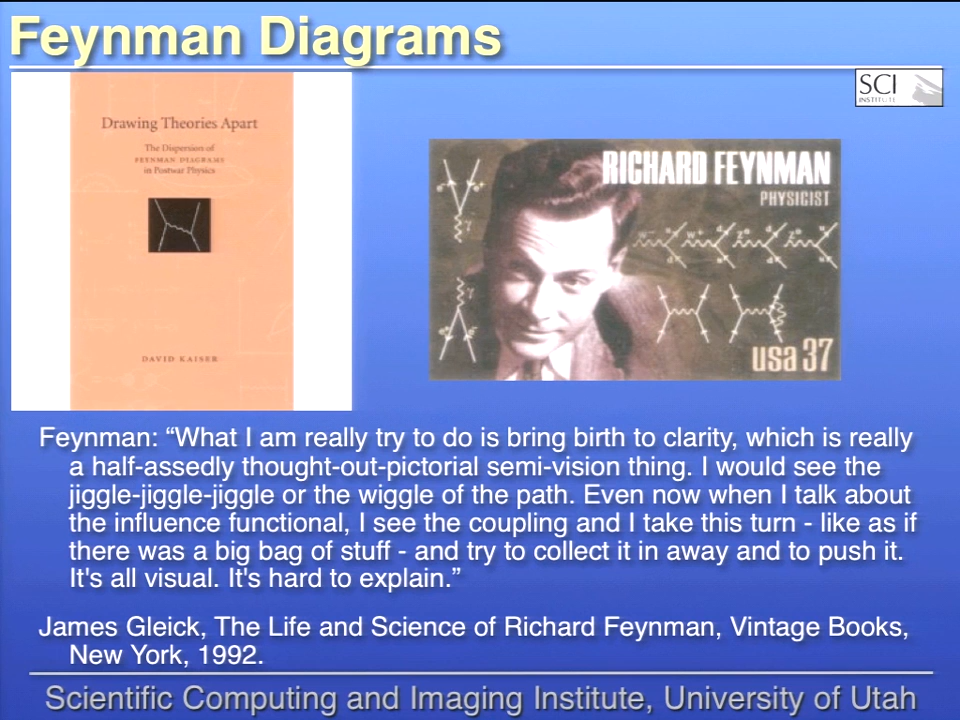 Feynman Diagrams
SCI
INSTITUTE
Drawing Theories Apart
The Dispersion of
FEYNMAN DIAGRAMS
in Postwar Physics
DAVID KAISER
RICHARD FEYNMAN
PHYSICIST
usa 37
Feynman: “What I am really try to do is bring birth to clarity, which is really
a half-assedly thought-out-pictorial semi-vision thing. I would see the
jiggle-jiggle-jiggle or the wiggle of the path. Even now when I talk about
the influence functional, I see the coupling and I take this turn - like as if
there was a big bag of stuff - and try to collect it in away and to push it.
It's all visual. It's hard to explain.”
James Gleick, The Life and Science of Richard Feynman, Vintage Books,
New York, 1992.
Scientific Computing and Imaging Institute, University of Utah